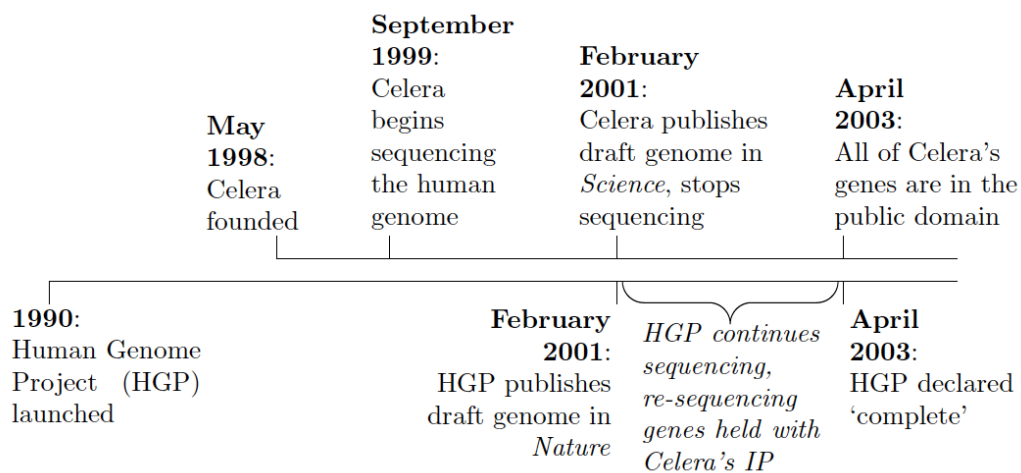 May
1998:
Celera
founded
September
1999:
Celera
begins
sequencing
the human
genome
February
2001:
Celera publishes
draft genome in
Science, stops
sequencing
April
2003:
All of Celera's
genes are in the
public domain
1990:
Human Genome
Project (HGP)
launched
February
2001:
HGP publishes
draft genome in
Nature
HGP continues
sequencing,
re-sequencing
genes held with
Celera's IP
April
2003:
HGP declared
‘complete’